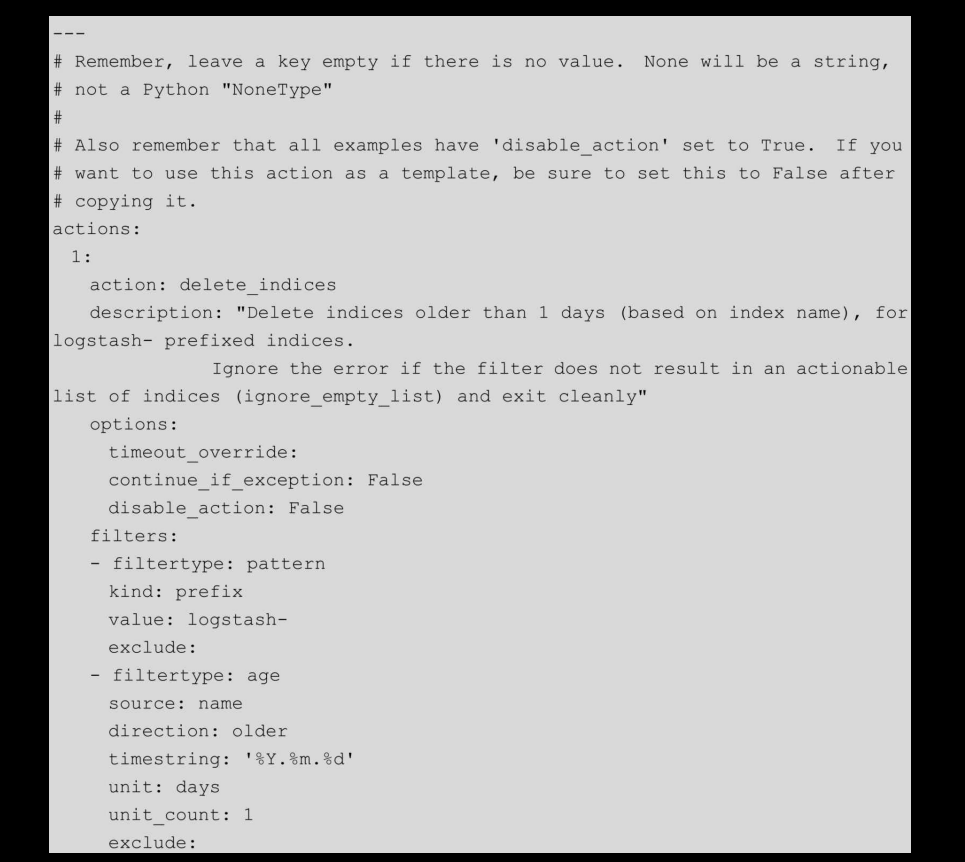 ---
# Remember, leave a key empty if there is no value.  None will be a string,
# not a Python "NoneType"
#
# Also remember that all examples have 'disable_action' set to True.  If you
# want to use this action as a template, be sure to set this to False after
# copying it.
actions:
  1:
    action: delete_indices
    description: "Delete indices older than 1 days (based on index name), for
logstash- prefixed indices.
                 Ignore the error if the filter does not result in an actionable
list of indices (ignore_empty_list) and exit cleanly"
    options:
      timeout_override:
      continue_if_exception: False
      disable_action: False
    filters:
    - filtertype: pattern
      kind: prefix
      value: logstash-
      exclude:
    - filtertype: age
      source: name
      direction: older
      timestring: '%Y.%m.%d'
      unit: days
      unit_count: 1
      exclude: